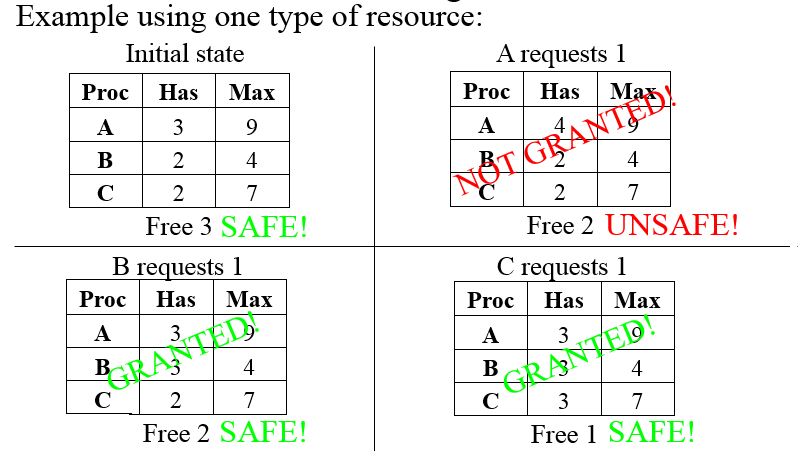 Example using one type of resource:
Initial state
Proc Has Max
A 3 9
B 2 4
C 2 7
Free 3 SAFE!
A requests 1
Proc Has Max
A 4 9
B 2 4
C 2 7
NOT GRANTED!
Free 2 UNSAFE!
B requests 1
Proc Has Max
A 3 9
B 3 4
C 2 7
GRANTED!
Free 2 SAFE!
C requests 1
Proc Has Max
A 3 9
B 3 4
C 3 7
GRANTED!
Free 1 SAFE!